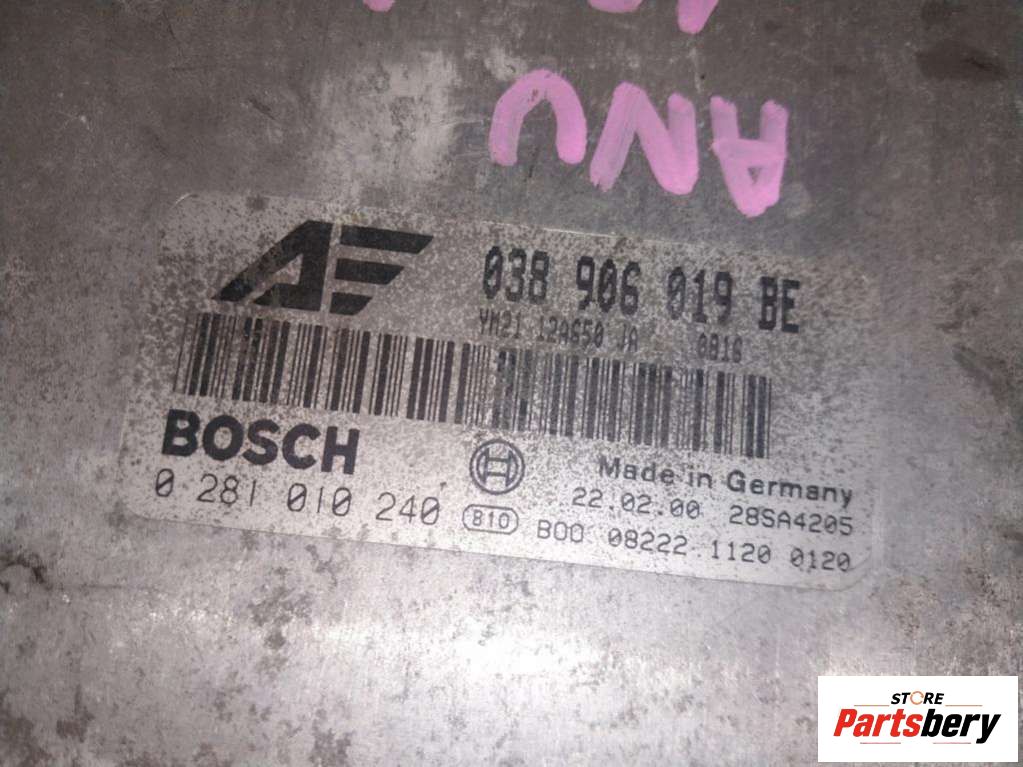 ANU
AE
038 906 019 BE
YM21 12A650 JA 0816
BOSCH
Made in Germany
0 281 010 240
22.02.00 28SA4205
B10
B00 08222 1120 0120
STORE
Partsbery